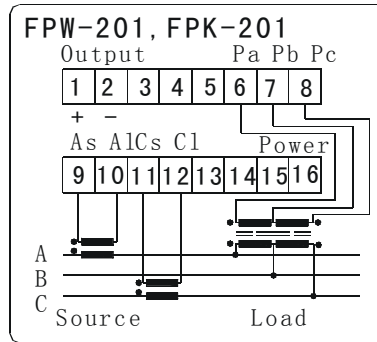 FPW-201, FPK-201
Output Pa Pb Pc
1 2 3 4 5 6 7 8
+ −
As AlCs Cl Power
9 10 11 12 13 14 15 16
A
B
C
Source Load